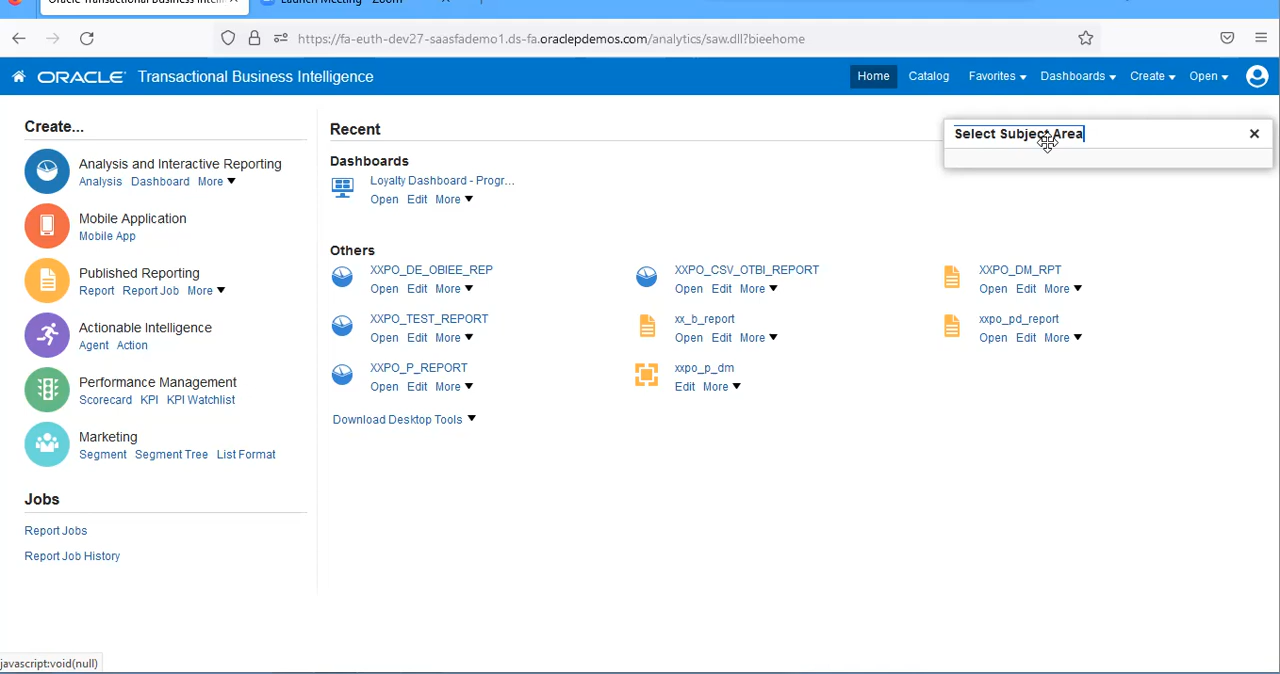 Oracle Transactional Business Intelli
Launch Meeting - Zoom
https://fa-euth-dev27-saasfademo1.ds-fa.oraclepdemos.com/analytics/saw.dll?bieehome
ORACLE Transactional Business Intelligence
Home Catalog Favorites Dashboards Create Open
Create...
Analysis and Interactive Reporting
Analysis Dashboard More
Mobile Application
Mobile App
Published Reporting
Report Report Job More
Actionable Intelligence
Agent Action
Performance Management
Scorecard KPI KPI Watchlist
Marketing
Segment Segment Tree List Format
Jobs
Report Jobs
Report Job History
Recent
Dashboards
Loyalty Dashboard - Progr...
Open Edit More
Others
XXPO_DE_OBIEE_REP
Open Edit More
XXPO_CSV_OTBI_REPORT
Open Edit More
XXPO_DM_RPT
Open Edit More
XXPO_TEST_REPORT
Open Edit More
xx_b_report
Open Edit More
xxpo_pd_report
Open Edit More
XXPO_P_REPORT
Open Edit More
xxpo_p_dm
Edit More
Download Desktop Tools
Select Subject Area
javascript:void(null)